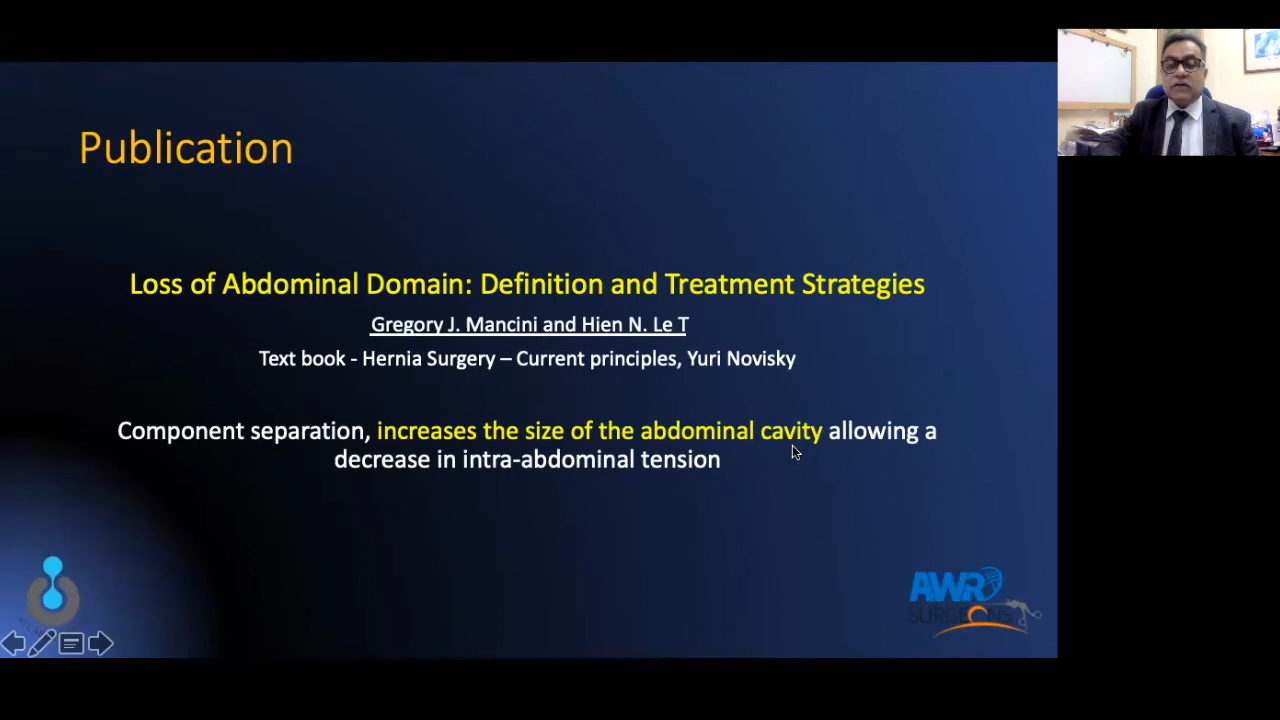 Publication
Loss of Abdominal Domain: Definition and Treatment Strategies
Gregory J. Mancini and Hien N. Le T
Text book - Hernia Surgery – Current principles, Yuri Novisky
Component separation, increases the size of the abdominal cavity allowing a
decrease in intra-abdominal tension
AWR
SURGEONS